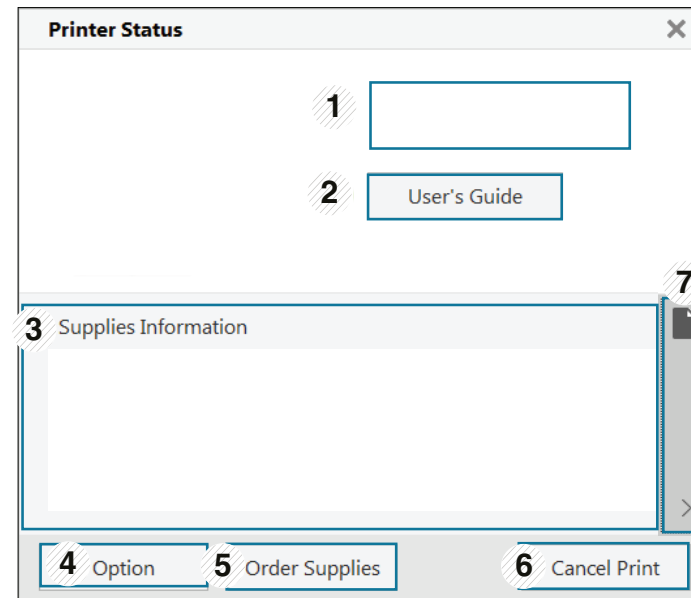 Printer Status
1
2 User's Guide
7
3 Supplies Information
4 Option 5 Order Supplies 6 Cancel Print